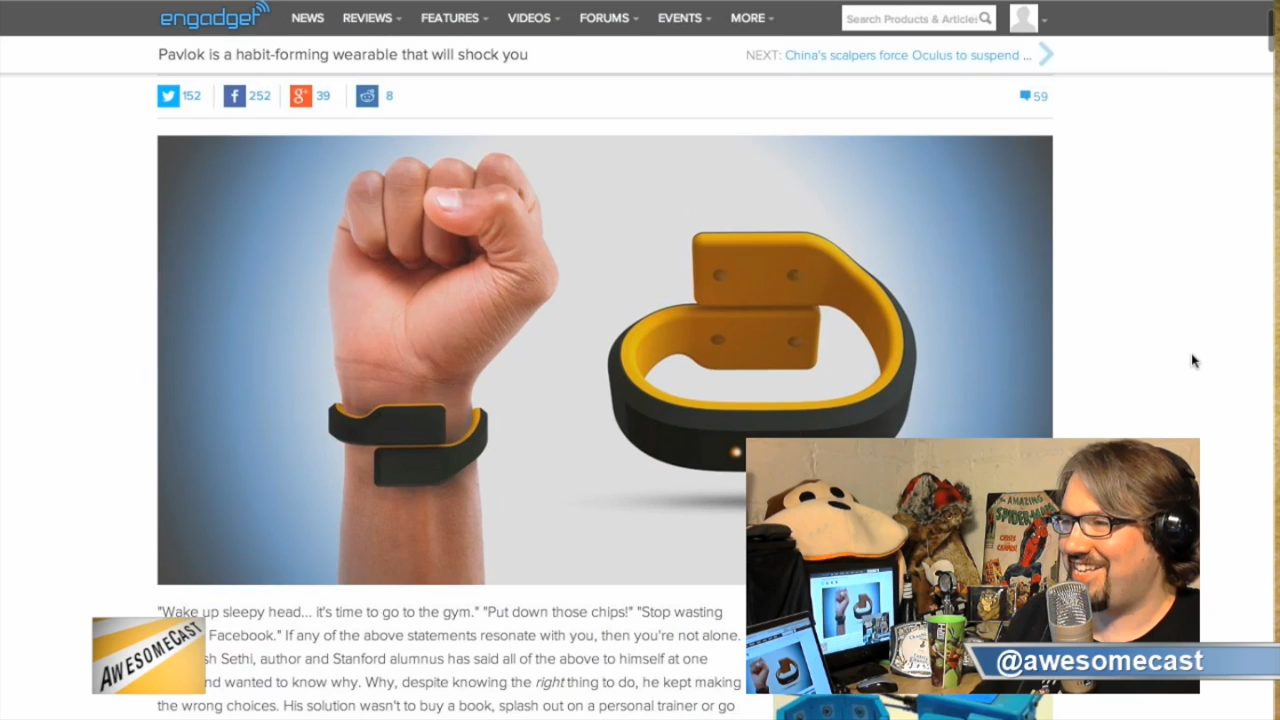 engadget NEWS REVIEWS FEATURES VIDEOS FORUMS EVENTS MORE Search Products & Articles
Pavlok is a habit-forming wearable that will shock you
NEXT: China's scalpers force Oculus to suspend ...
152 252 39 8 59
"Wake up sleepy head... it's time to go to the gym." "Put down those chips!" "Stop wasting
Facebook." If any of the above statements resonate with you, then you're not alone.
sh Sethi, author and Stanford alumnus has said all of the above to himself at one
nd wanted to know why. Why, despite knowing the right thing to do, he kept making
the wrong choices. His solution wasn't to buy a book, splash out on a personal trainer or go
AWESOMECAST
THE AMAZING
SPIDER-MAN
@awesomecast